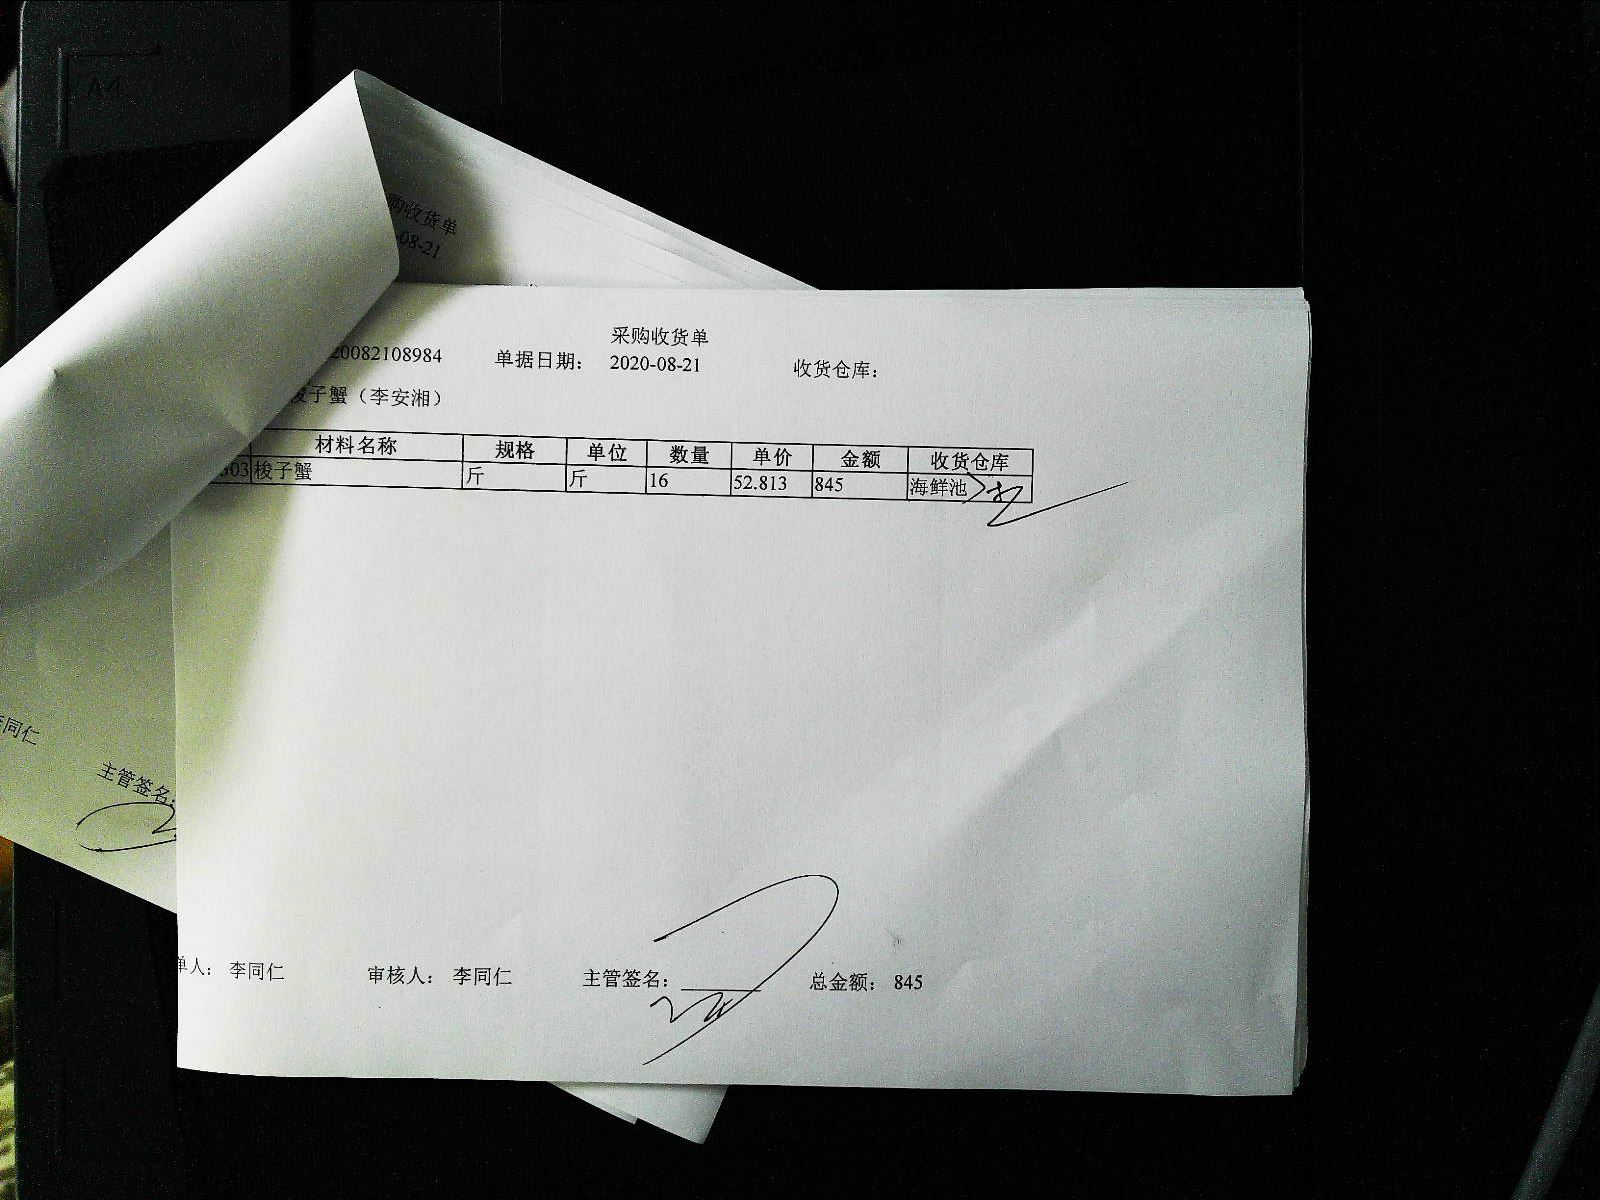 A4
购收货单
-08-21
采购收货单
20082108984 单据日期： 2020-08-21 收货仓库：
梭子蟹（李安湘）
材料名称 规格 单位 数量 单价 金额 收货仓库
303 梭子蟹 斤 斤 16 52.813 845 海鲜池
李同仁
主管签名：
单人： 李同仁 审核人： 李同仁 主管签名： 总金额： 845